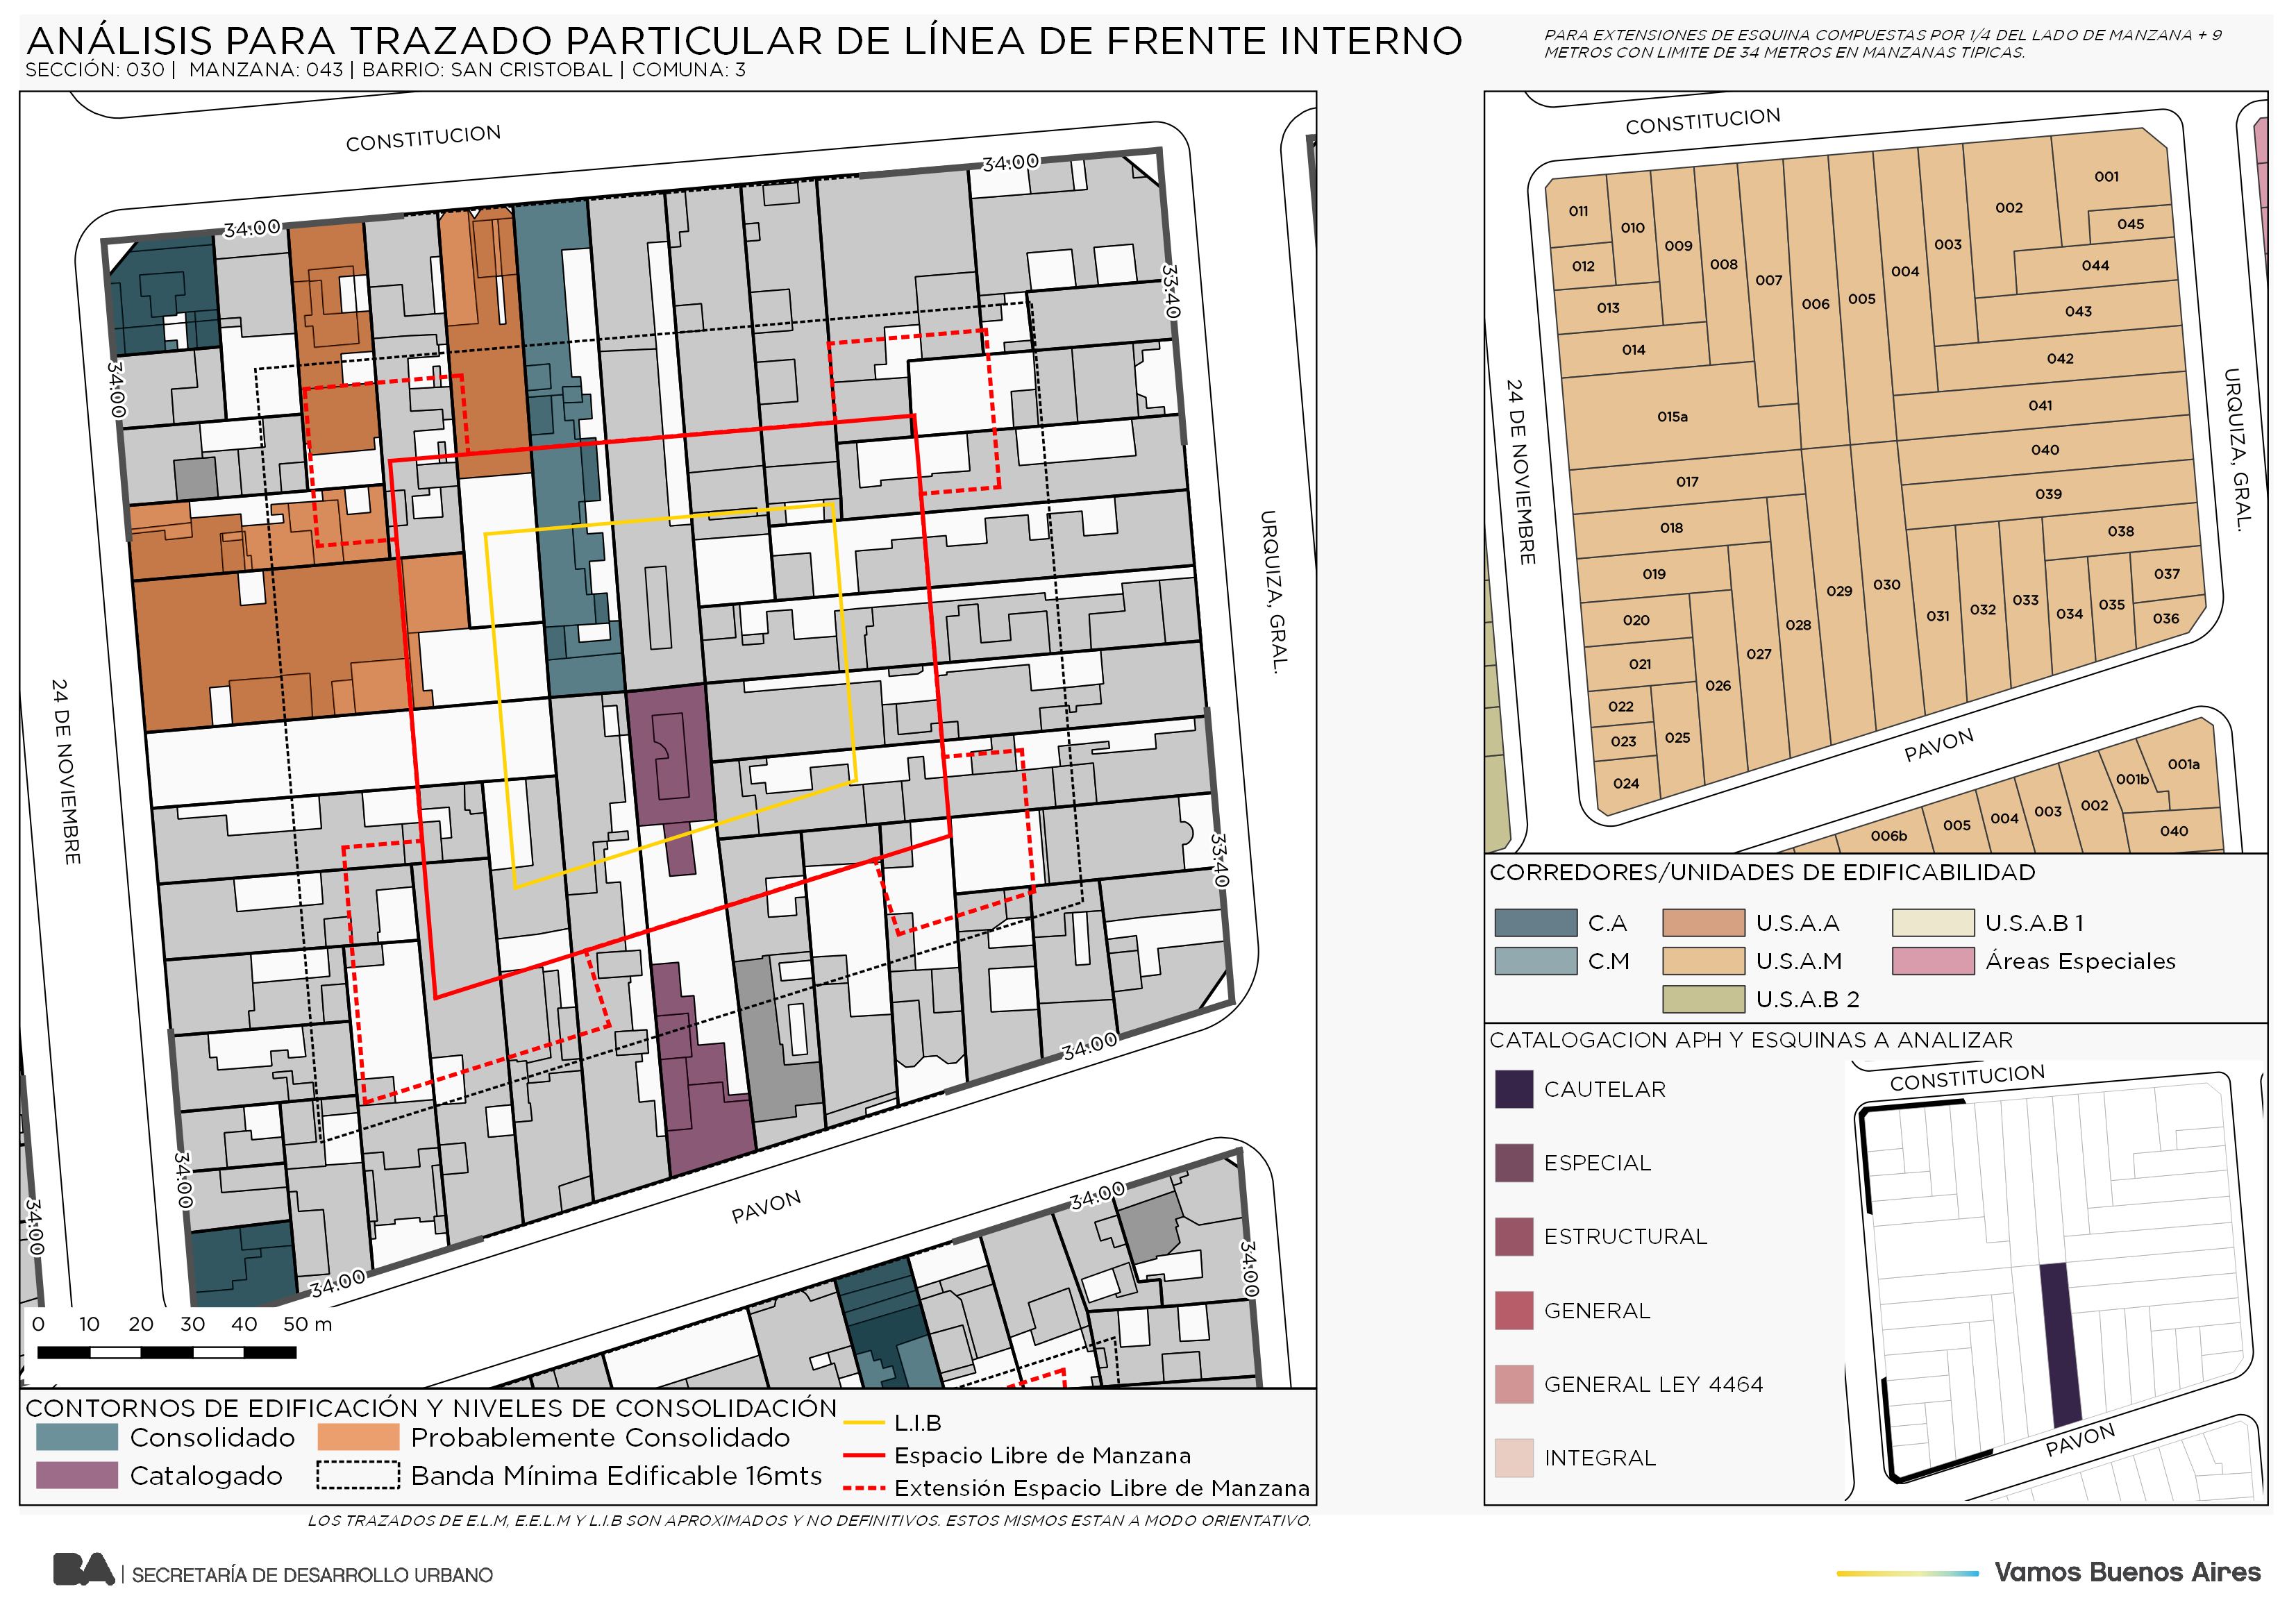 ANÁLISIS PARA TRAZADO PARTICULAR DE LÍNEA DE FRENTE INTERNO
SECCIÓN: 030 | MANZANA: 043 | BARRIO: SAN CRISTOBAL | COMUNA: 3
PARA EXTENSIONES DE ESQUINA COMPUESTAS POR 1/4 DEL LADO DE MANZANA + 9
METROS CON LIMITE DE 34 METROS EN MANZANAS TIPICAS.
CONSTITUCION
34:00
34:00
33:40
34:00
URQUIZA, GRAL.
24 DE NOVIEMBRE
33:40
34:00
34:00
34:00
PAVON
34:00
34:00
34:00
0 10 20 30 40 50 m
CONTORNOS DE EDIFICACIÓN Y NIVELES DE CONSOLIDACIÓN
Consolidado
Probablemente Consolidado
Catalogado
Banda Mínima Edificable 16mts
L.I.B
Espacio Libre de Manzana
Extensión Espacio Libre de Manzana
LOS TRAZADOS DE E.L.M, E.E.L.M Y L.I.B SON APROXIMADOS Y NO DEFINITIVOS. ESTOS MISMOS ESTAN A MODO ORIENTATIVO.
CONSTITUCION
24 DE NOVIEMBRE
URQUIZA, GRAL.
PAVON
001
002
045
011
010
009
003
044
012
008
004
007
005
006
013
043
014
042
015a
041
040
017
039
018
038
019
037
029
030
020
031
032
033
034
035
036
028
021
027
026
022
023
025
024
001a
001b
002
003
004
005
006b
040
CORREDORES/UNIDADES DE EDIFICABILIDAD
C.A
U.S.A.A
U.S.A.B 1
C.M
U.S.A.M
Áreas Especiales
U.S.A.B 2
CATALOGACION APH Y ESQUINAS A ANALIZAR
CAUTELAR
ESPECIAL
ESTRUCTURAL
GENERAL
GENERAL LEY 4464
INTEGRAL
CONSTITUCION
PAVON
BA | SECRETARÍA DE DESARROLLO URBANO
Vamos Buenos Aires